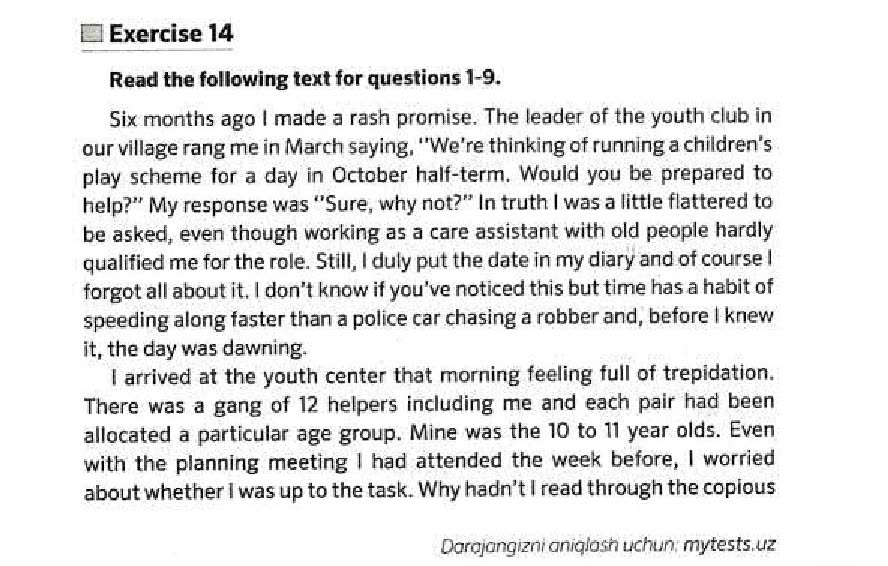 Exercise 14
Read the following text for questions 1-9.
Six months ago I made a rash promise. The leader of the youth club in
our village rang me in March saying, "We're thinking of running a children's
play scheme for a day in October half-term. Would you be prepared to
help?" My response was "Sure, why not?" In truth I was a little flattered to
be asked, even though working as a care assistant with old people hardly
qualified me for the role. Still, I duly put the date in my diary and of course I
forgot all about it. I don't know if you've noticed this but time has a habit of
speeding along faster than a police car chasing a robber and, before I knew
it, the day was dawning.
I arrived at the youth center that morning feeling full of trepidation.
There was a gang of 12 helpers including me and each pair had been
allocated a particular age group. Mine was the 10 to 11 year olds. Even
with the planning meeting I had attended the week before, I worried
about whether I was up to the task. Why hadn't I read through the copious
Darajangizni aniqlash uchun: mytests.uz